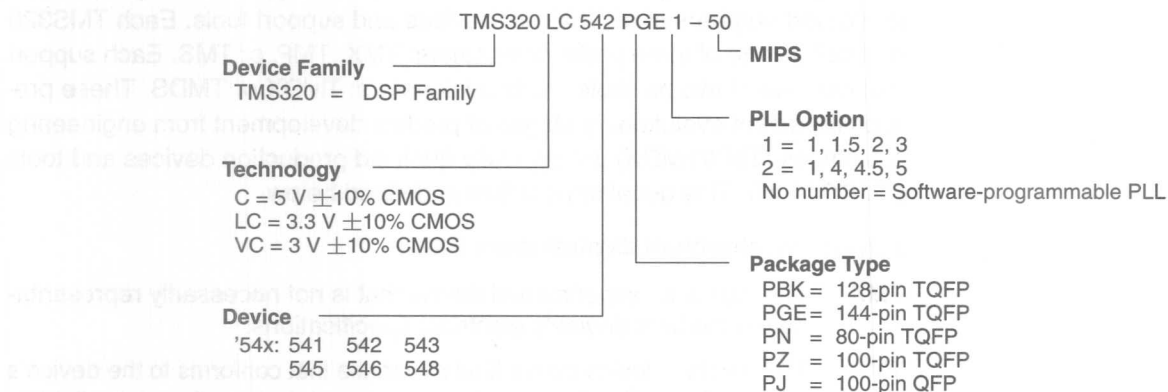 TMS320 LC 542 PGE 1 – 50
Device Family
TMS320 = DSP Family
Technology
C = 5 V ±10% CMOS
LC = 3.3 V ±10% CMOS
VC = 3 V ±10% CMOS
Device
'54x: 541 542 543
545 546 548
MIPS
PLL Option
1 = 1, 1.5, 2, 3
2 = 1, 4, 4.5, 5
No number = Software-programmable PLL
Package Type
PBK = 128-pin TQFP
PGE = 144-pin TQFP
PN = 80-pin TQFP
PZ = 100-pin TQFP
PJ = 100-pin QFP